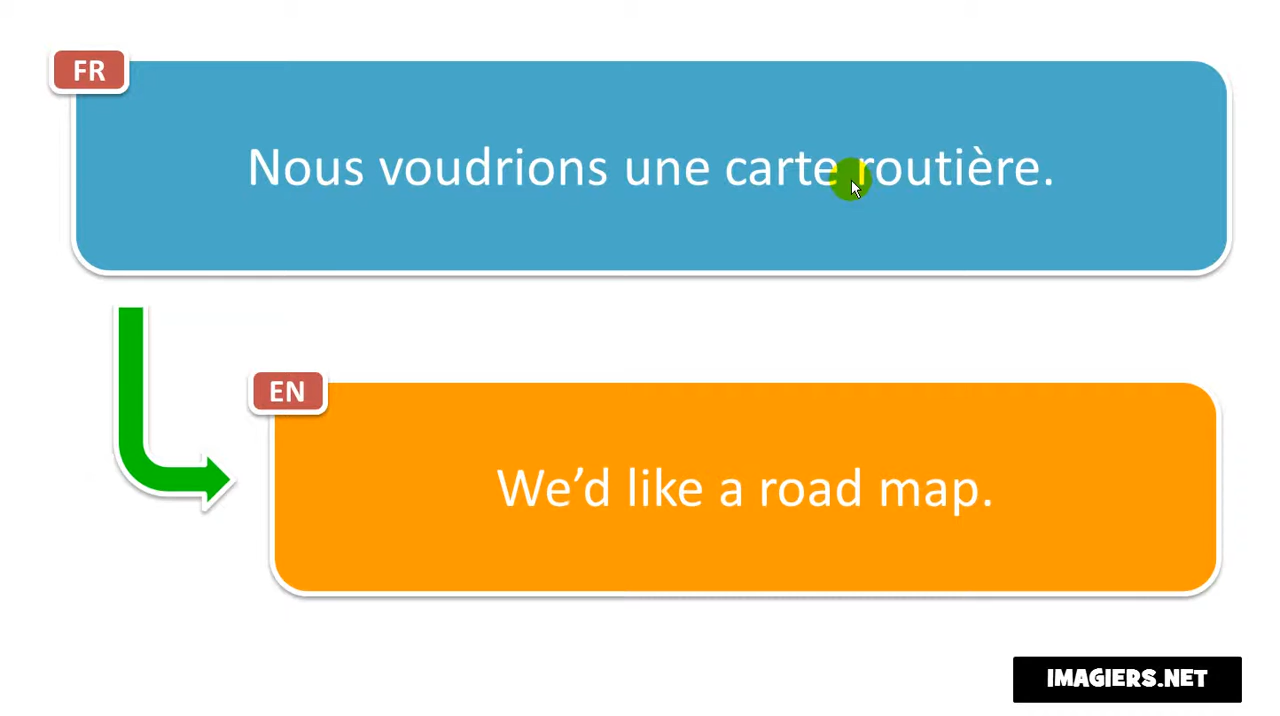 FR
Nous voudrions une carte routière.
EN
We’d like a road map.
IMAGIERS.NET